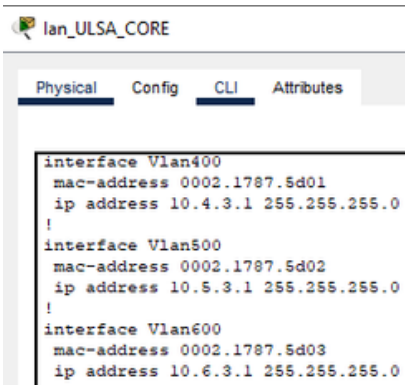 lan_ULSA_CORE
Physical Config CLI Attributes
interface Vlan400
mac-address 0002.1787.5d01
ip address 10.4.3.1 255.255.255.0
!
interface Vlan500
mac-address 0002.1787.5d02
ip address 10.5.3.1 255.255.255.0
!
interface Vlan600
mac-address 0002.1787.5d03
ip address 10.6.3.1 255.255.255.0